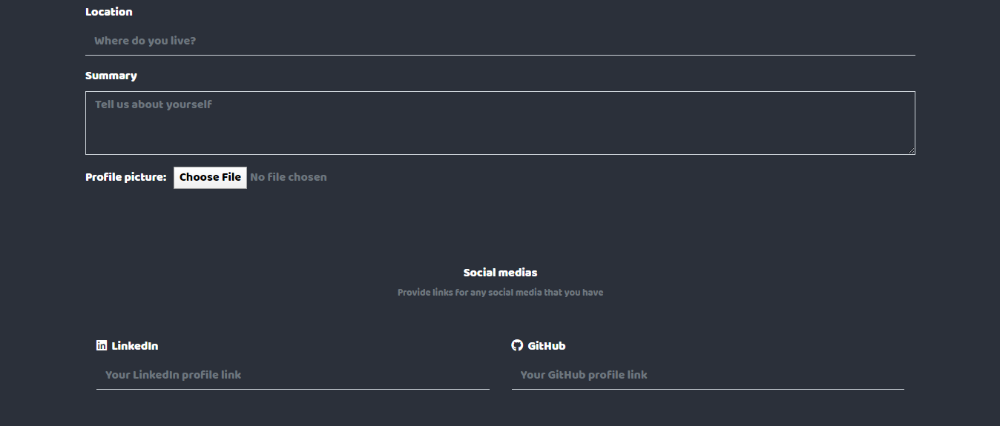 Location
Where do you live?
Summary
Tell us about yourself
Profile picture: Choose File No file chosen
Social medias
Provide links for any social media that you have
LinkedIn GitHub
Your LinkedIn profile link Your GitHub profile link